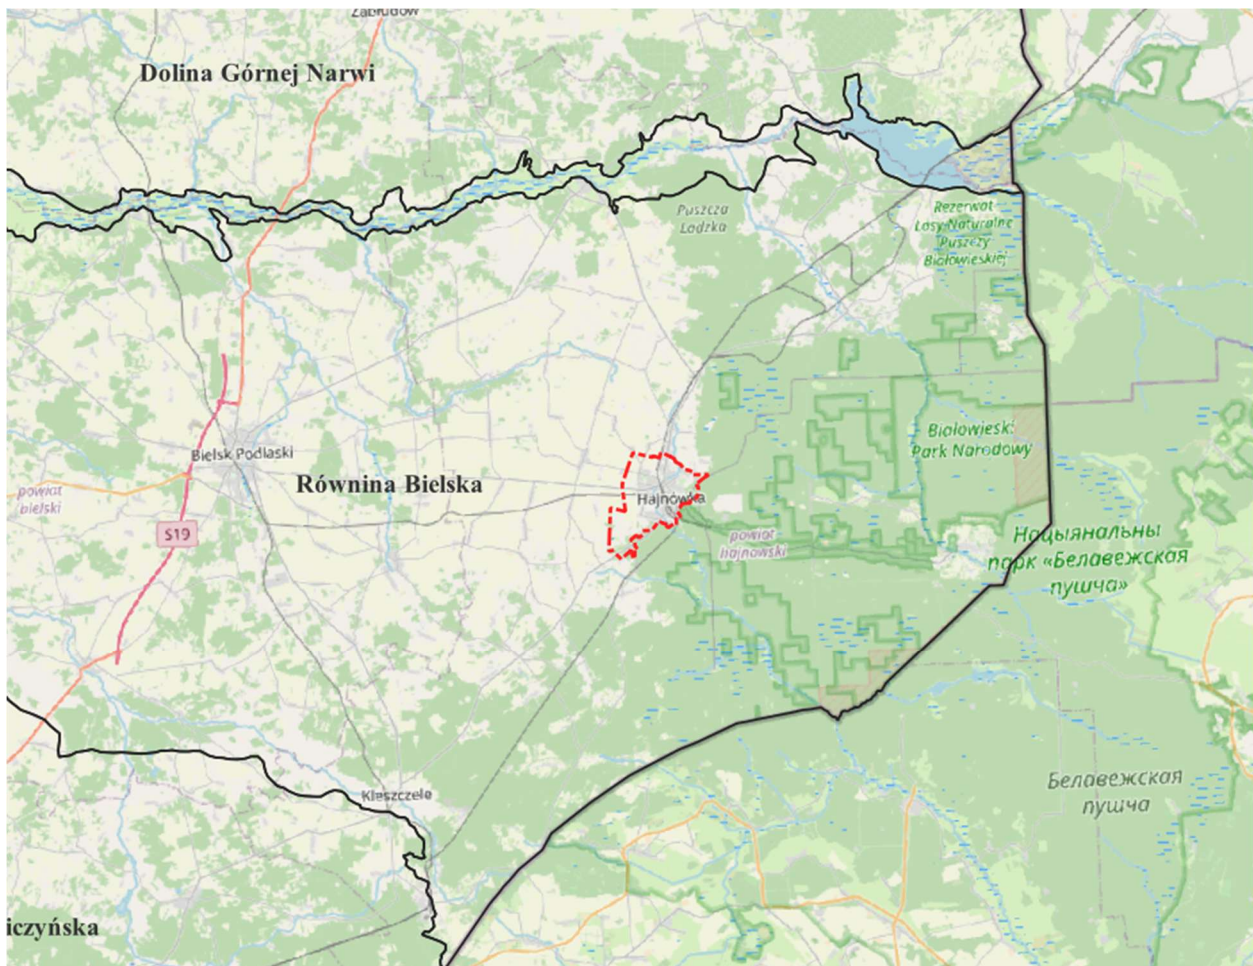 Zabłudów
Dolina Górnej Narwi
Puszcza
Ladzka
Rezerwat
Lasy Naturalne
Puszczy
Białowieskiej
Bielsk Podlaski
Białowieski
Park Narodowy
Równina Bielska
powiat
bielski
Hajnówka
S19
powiat
hajnowski
Нацыянальны
парк «Белавежская
пушча»
Белавежская
пушча
Kleszczele
iczyńska